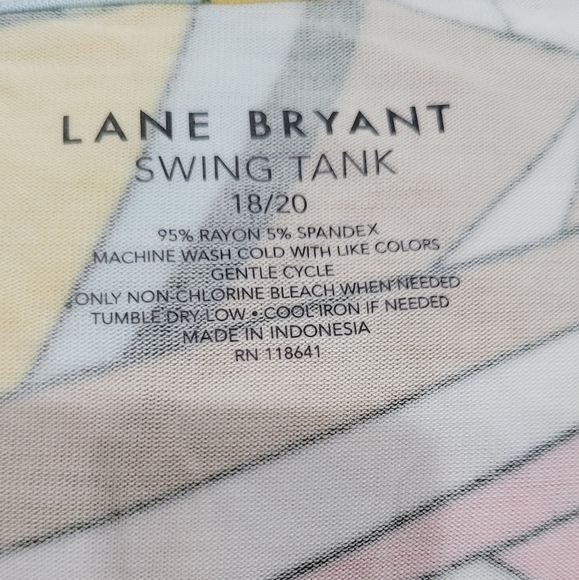 LANE BRYANT
SWING TANK
18/20
95% RAYON 5% SPANDEX
MACHINE WASH COLD WITH LIKE COLORS
GENTLE CYCLE
ONLY NON-CHLORINE BLEACH WHEN NEEDED
TUMBLE DRY LOW • COOL IRON IF NEEDED
MADE IN INDONESIA
RN 118641